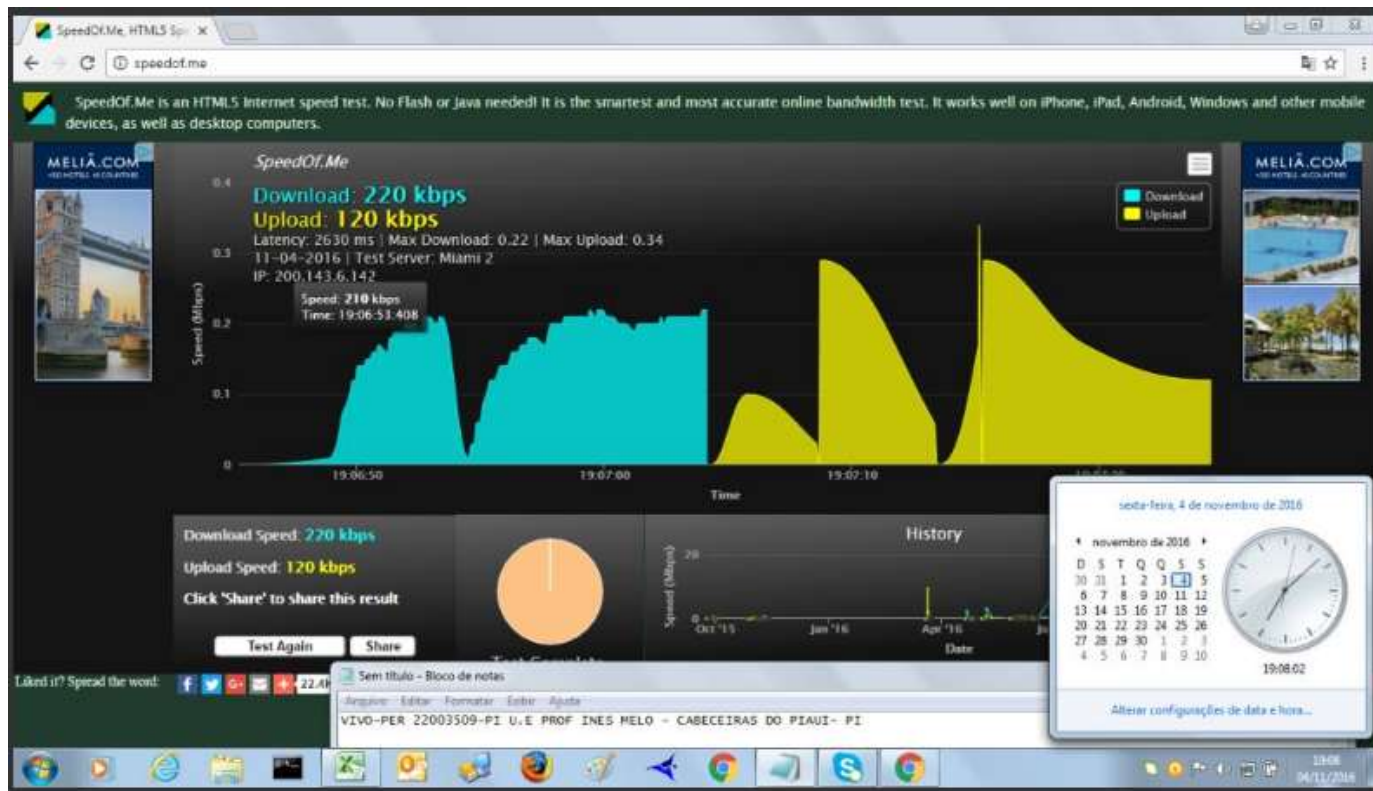 SpeedOf.Me, HTML5 Sp
speedof.me
SpeedOf.Me is an HTML5 Internet speed test. No Flash or Java needed! It is the smartest and most accurate online bandwidth test. It works well on iPhone, iPad, Android, Windows and other mobile
devices, as well as desktop computers.
MELIÃ.COM
SpeedOf.Me
MELIÃ.COM
0.4
Download: 220 kbps
Download
Upload: 120 kbps
Upload
Latency: 2630 ms | Max Download: 0.22 | Max Upload: 0.34
0.3
11-04-2016 | Test Server: Miami 2
IP: 200.143.6.142
Speed: 210 kbps
Time: 19:06:53.408
Speed (Mbps)
0.2
0.1
0
19:06:50
19:07:00
19:07:10
Time
Download Speed: 220 kbps
Upload Speed: 120 kbps
Click 'Share' to share this result
Test Again
Share
Test Complete
History
Speed (Mbps)
20
0
Oct '15
Jan '16
Apr '16
Date
sexta-feira, 4 de novembro de 2016
novembro de 2016
D S T Q Q S S
30 31 1 2 3 4 5
6 7 8 9 10 11 12
13 14 15 16 17 18 19
20 21 22 23 24 25 26
27 28 29 30 1 2 3
4 5 6 7 8 9 10
19:08:02
Alterar configurações de data e hora...
Liked it? Spread the word:
22.4K
Sem título - Bloco de notas
Arquivo Editar Formatar Exibir Ajuda
VIVO-PER 22003509-PI U.E PROF INES MELO - CABECEIRAS DO PIAUI- PI
04/11/2016